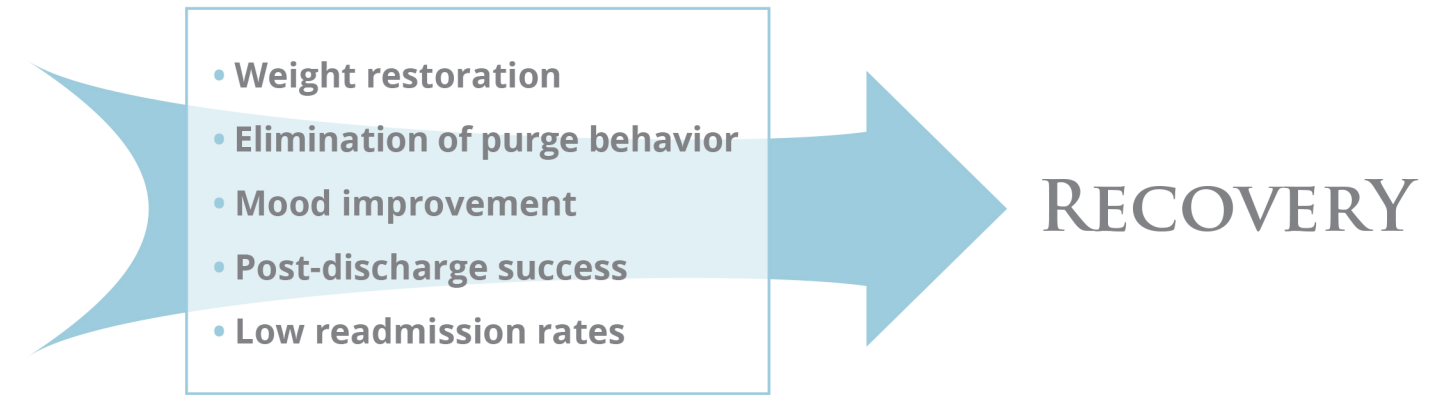 • Weight restoration
• Elimination of purge behavior
• Mood improvement
• Post-discharge success
• Low readmission rates
RECOVERY